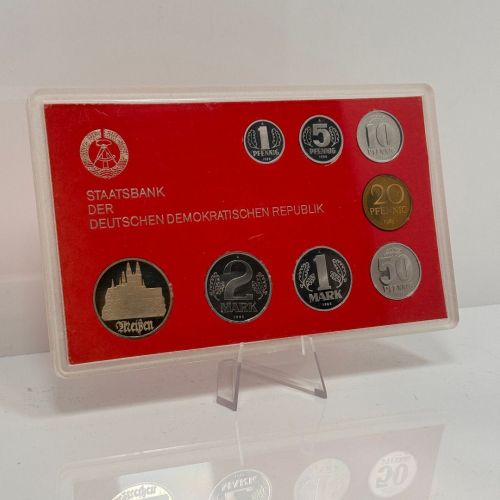 STAATSBANK
DER
DEUTSCHEN DEMOKRATISCHEN REPUBLIK
1
PFENNIG
5
PFENNIG
10
PFENNIG
20
PFENNIG
50
Meißen
2
MARK
1
MARK